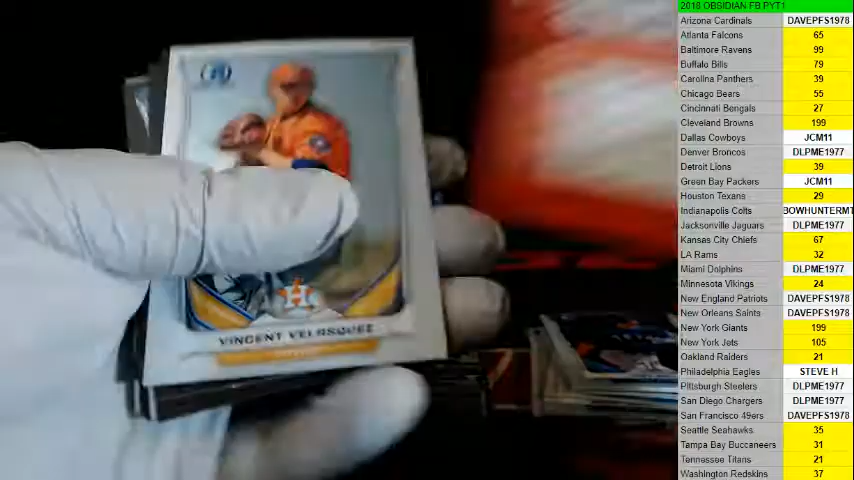 2018 OBSIDIAN FB PYT1
Arizona Cardinals DAVEPFS1978
Atlanta Falcons 65
Baltimore Ravens 99
Buffalo Bills 79
Carolina Panthers 39
Chicago Bears 55
Cincinnati Bengals 27
Cleveland Browns 199
Dallas Cowboys JCM11
Denver Broncos DLPME1977
Detroit Lions 39
Green Bay Packers JCM11
Houston Texans 29
Indianapolis Colts BOWHUNTERMT
Jacksonville Jaguars DLPME1977
Kansas City Chiefs 67
LA Rams 32
Miami Dolphins DLPME1977
Minnesota Vikings 24
New England Patriots DAVEPFS1978
New Orleans Saints DAVEPFS1978
New York Giants 199
New York Jets 105
Oakland Raiders 21
Philadelphia Eagles STEVE H
Pittsburgh Steelers DLPME1977
San Diego Chargers DLPME1977
San Francisco 49ers DAVEPFS1978
Seattle Seahawks 35
Tampa Bay Buccaneers 31
Tennessee Titans 21
Washington Redskins 37
H
VINCENT VELASQUEZ